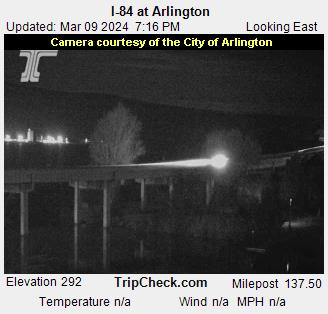 I-84 at Arlington
Updated: Mar 09 2024 7:16 PM Looking East
Camera courtesy of the City of Arlington
Elevation 292 TripCheck.com Milepost 137.50
Temperature n/a Wind n/a MPH n/a